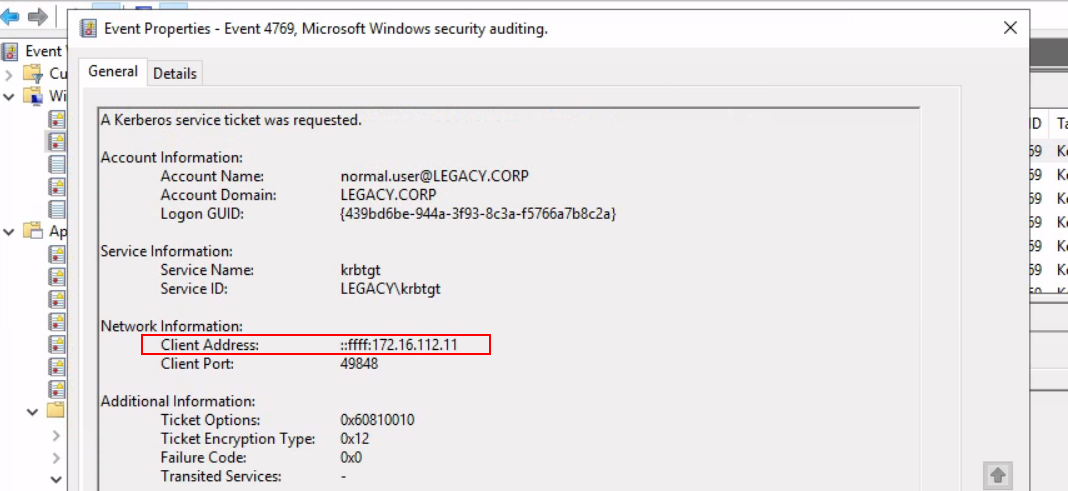 Event Properties - Event 4769, Microsoft Windows security auditing.
Event
Cu
Wi
Ap
General Details
A Kerberos service ticket was requested.
Account Information:
Account Name: normal.user@LEGACY.CORP
Account Domain: LEGACY.CORP
Logon GUID: {439bd6be-944a-3f93-8c3a-f5766a7b8c2a}
Service Information:
Service Name: krbtgt
Service ID: LEGACY\krbtgt
Network Information:
Client Address: ::ffff:172.16.112.11
Client Port: 49848
Additional Information:
Ticket Options: 0x60810010
Ticket Encryption Type: 0x12
Failure Code: 0x0
Transited Services: -
ID Ta
69 Ke
69 Ke
69 Ke
69 Ke
69 Ke
69 Ke